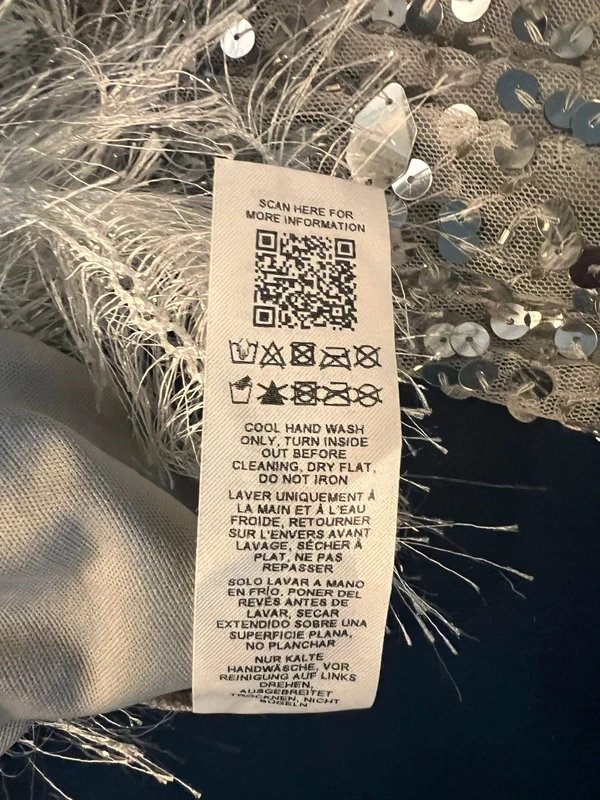 SCAN HERE FOR
MORE INFORMATION
COOL HAND WASH
ONLY, TURN INSIDE
OUT BEFORE
CLEANING, DRY FLAT,
DO NOT IRON
LAVER UNIQUEMENT À
LA MAIN ET À L'EAU
FROIDE, RETOURNER
SUR L'ENVERS AVANT
LAVAGE, SÉCHER À
PLAT, NE PAS
REPASSER
SOLO LAVAR A MANO
EN FRÍO. PONER DEL
REVÉS ANTES DE
LAVAR, SECAR
EXTENDIDO SOBRE UNA
SUPERFICIE PLANA,
NO PLANCHAR
NUR KALTE
HANDWÄSCHE, VOR
REINIGUNG AUF LINKS
DREHEN,
AUSGEBREITET
TROCKNEN, NICHT
BÜGELN